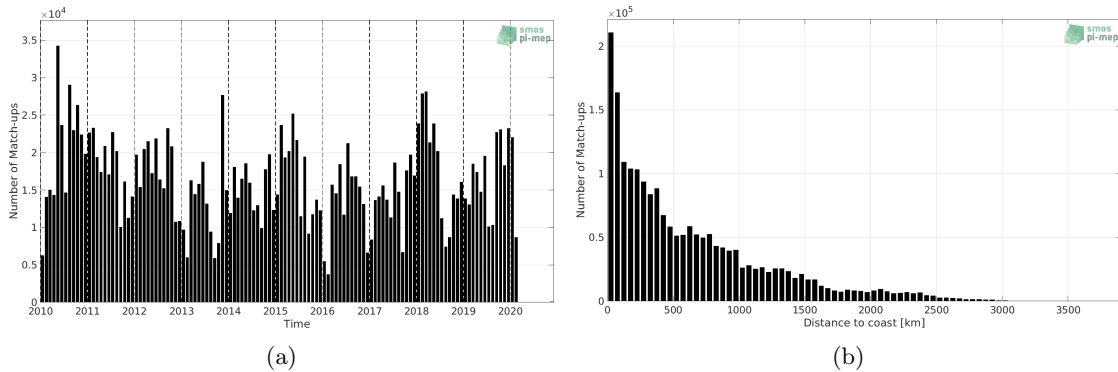 ×10⁴
3.5
3
2.5
2
1.5
1
0.5
0
Number of Match-ups
2010 2011 2012 2013 2014 2015 2016 2017 2018 2019 2020
Time
smos
pi-mep
(a)
×10⁵
2
1.5
1
0.5
0
Number of Match-ups
0 500 1000 1500 2000 2500 3000 3500
Distance to coast [km]
smos
pi-mep
(b)